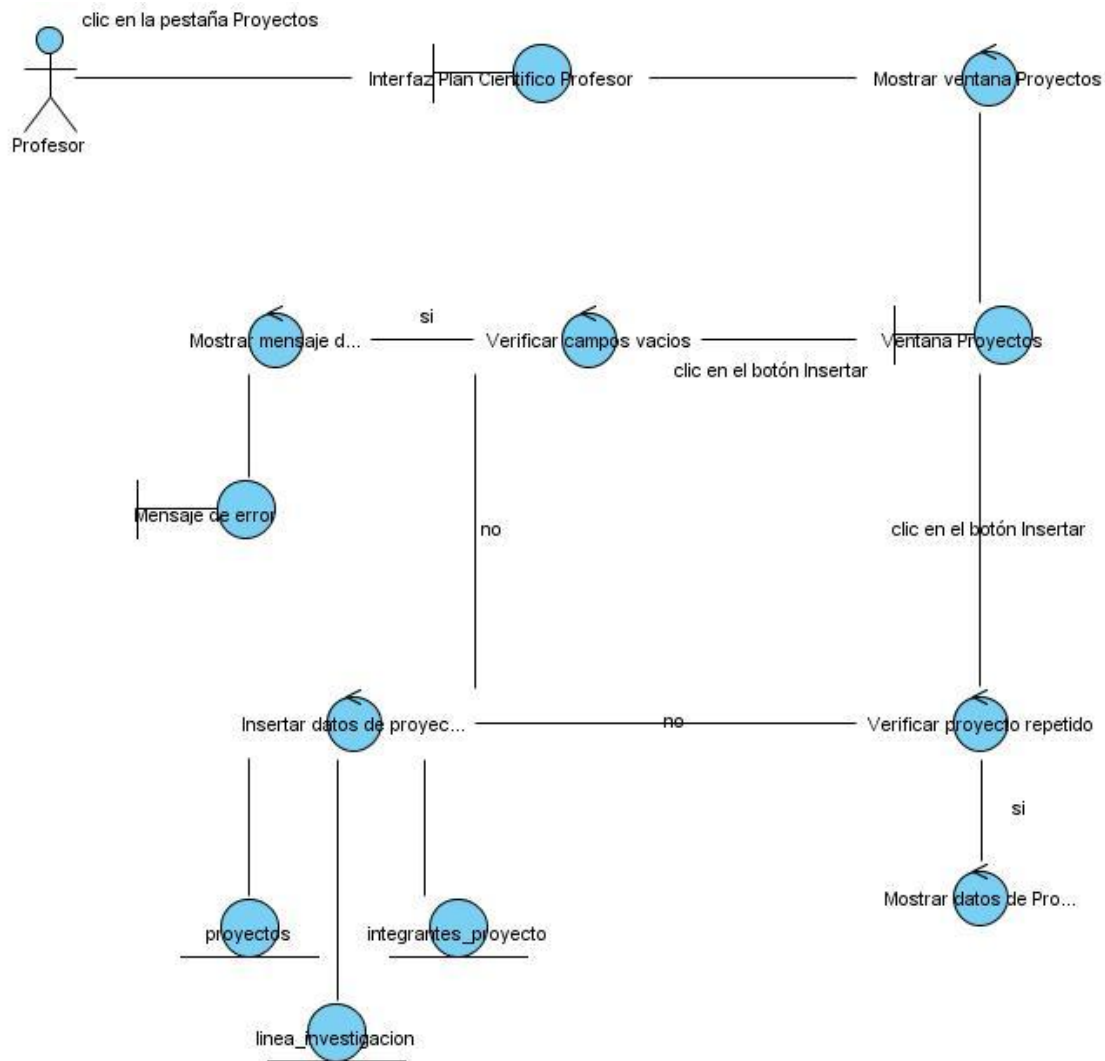 clic en la pestaña Proyectos
Interfaz Plan Cientifico Profesor
Mostrar ventana Proyectos
Profesor
si
Mostrar mensaje d...
Verificar campos vacios
Ventana Proyectos
clic en el botón Insertar
Mensaje de error
no
clic en el botón Insertar
Insertar datos de proyec...
no
Verificar proyecto repetido
si
Mostrar datos de Pro...
proyectos
integrantes_proyecto
linea_investigacion